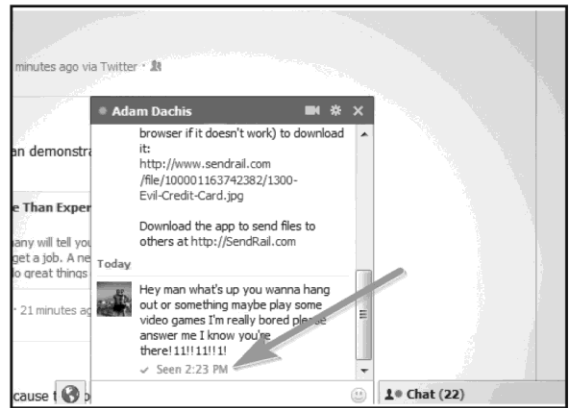 minutes ago via Twitter ·
Adam Dachis
browser if it doesn't work) to download
it:
http://www.sendrail.com
/file/100001163742382/1300-
Evil-Credit-Card.jpg
Download the app to send files to
others at http://SendRail.com
Today
Hey man what's up you wanna hang
out or something maybe play some
video games I'm really bored please
answer me I know you're
there!11!!11!!1!
✓ Seen 2:23 PM
an demonstra
e Than Exper
any will tell you
get a job. A ne
do great things
· 21 minutes ag
cause
Chat (22)